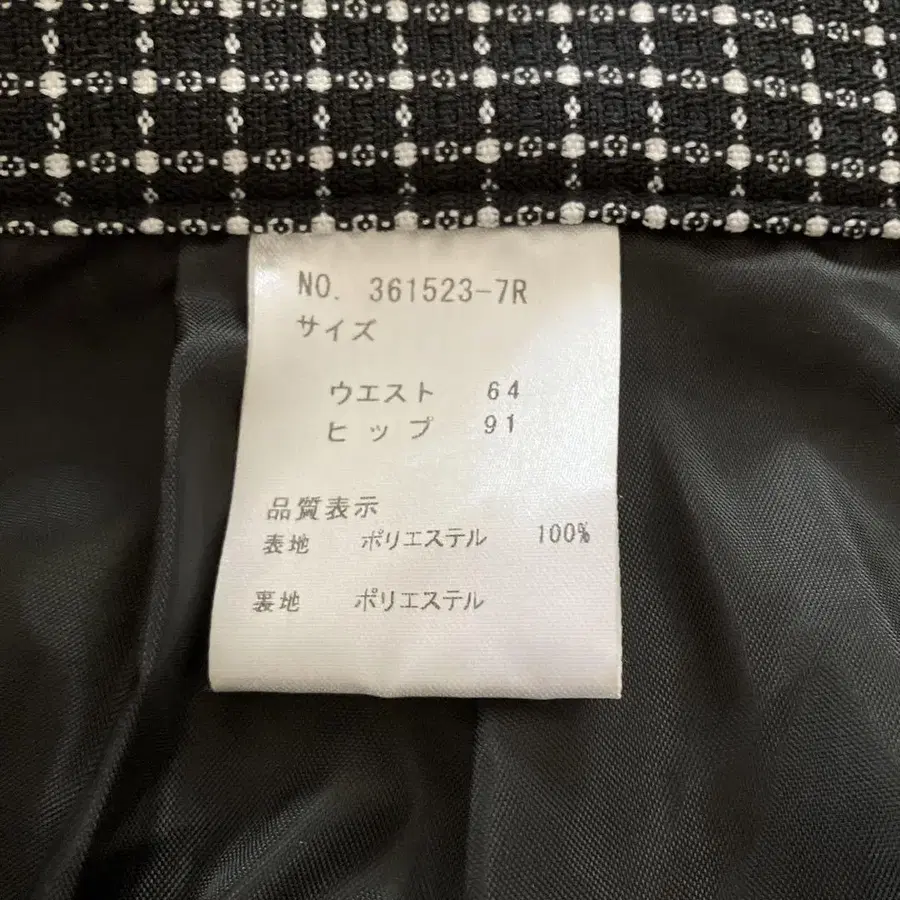 NO. 361523-7R
サイズ
ウエスト 64
ヒップ 91
品質表示
表地 ポリエステル 100%
裏地 ポリエステル